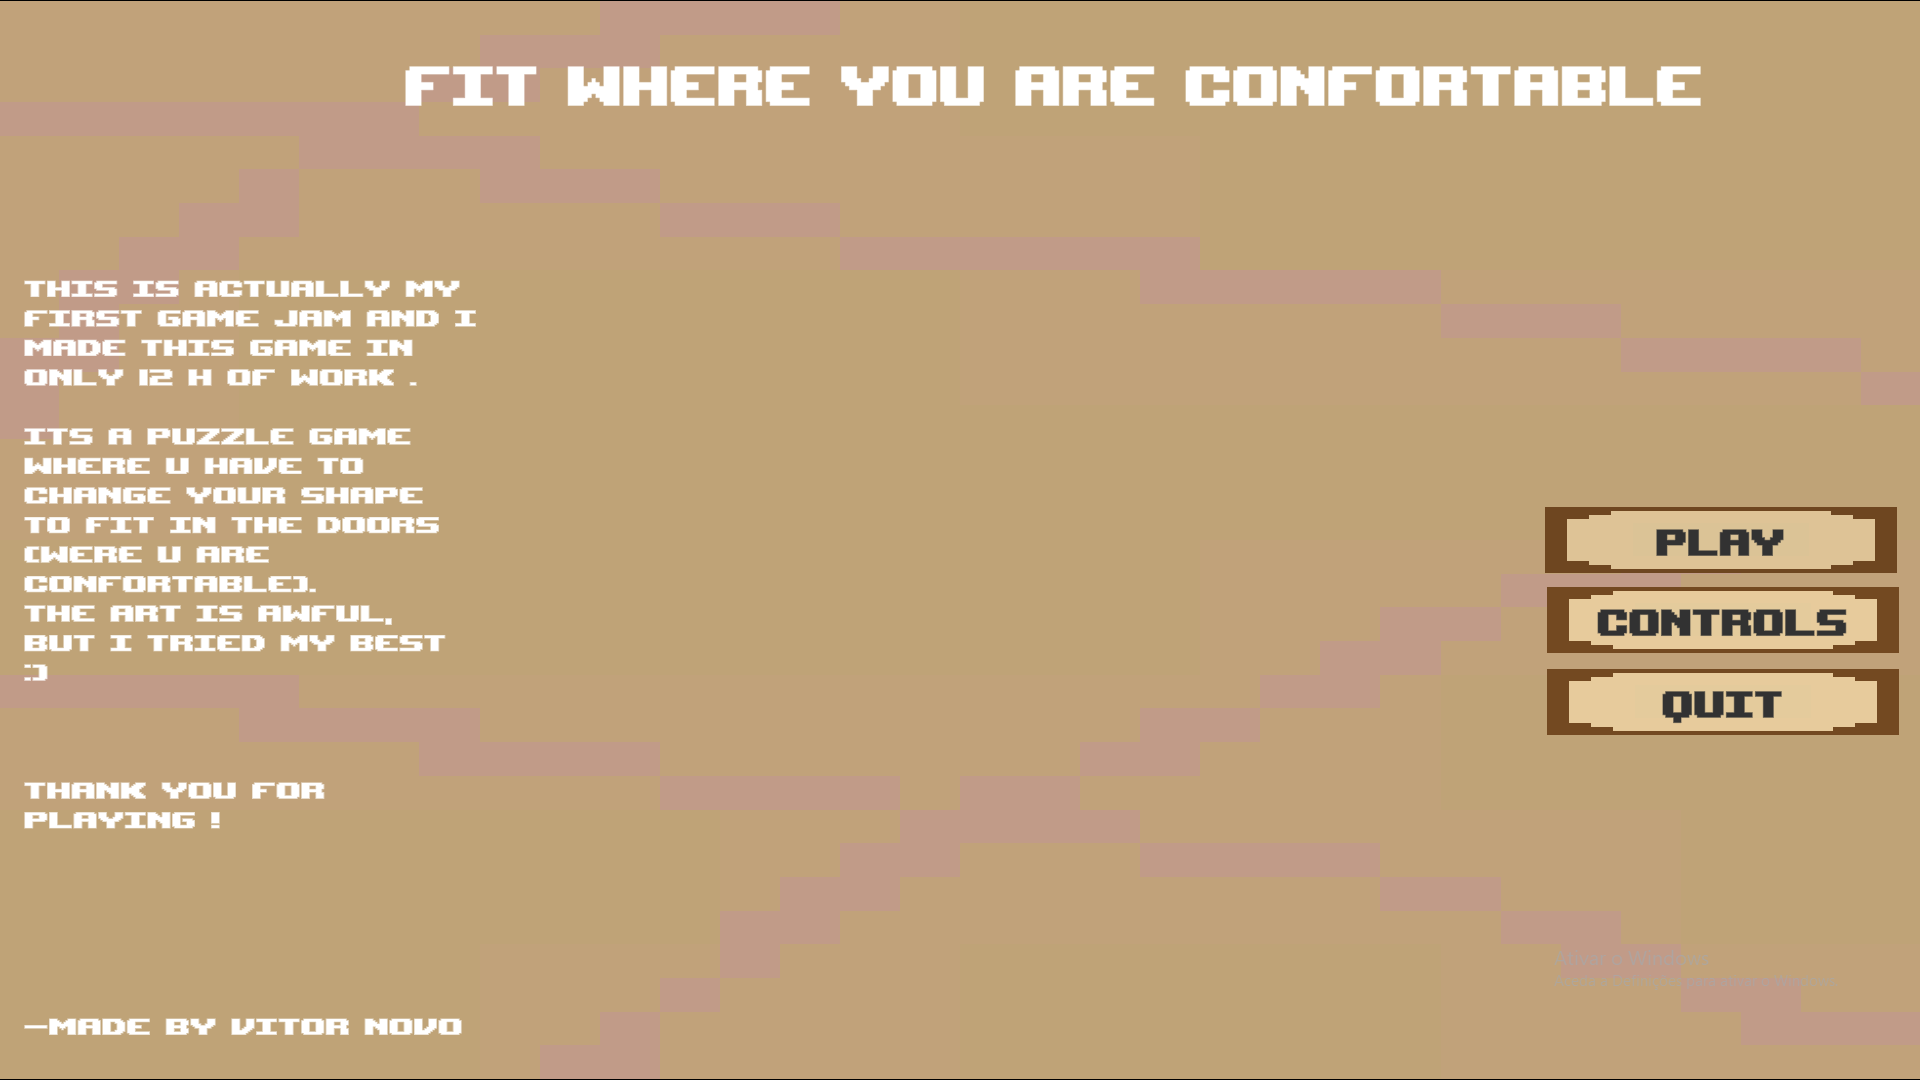 FIT WHERE YOU ARE CONFORTABLE
THIS IS ACTUALLY MY
FIRST GAME JAM AND I
MADE THIS GAME IN
ONLY 12 H OF WORK .
ITS A PUZZLE GAME
WHERE U HAVE TO
CHANGE YOUR SHAPE
TO FIT IN THE DOORS
(WERE U ARE
CONFORTABLE).
THE ART IS AWFUL,
BUT I TRIED MY BEST
:)
THANK YOU FOR
PLAYING !
-MADE BY VITOR NOVO
PLAY
CONTROLS
QUIT